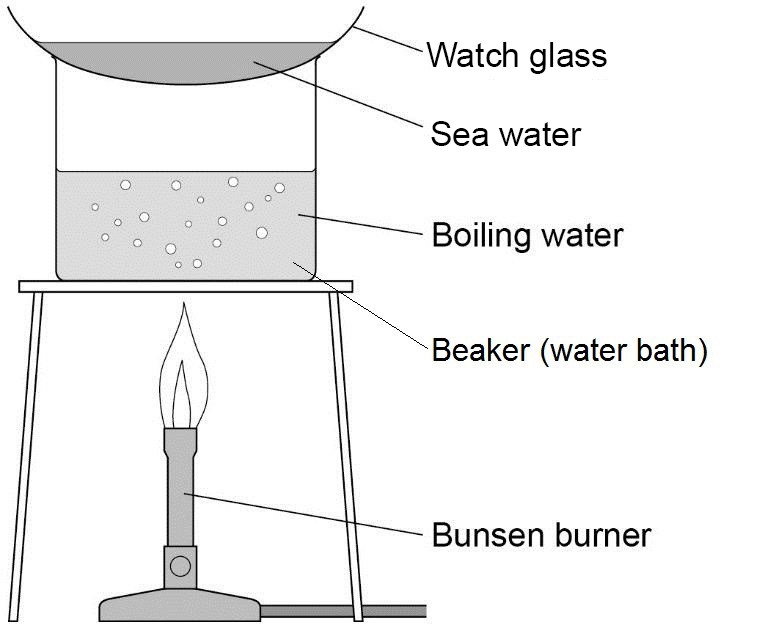 Watch glass
Sea water
Boiling water
Beaker (water bath)
Bunsen burner